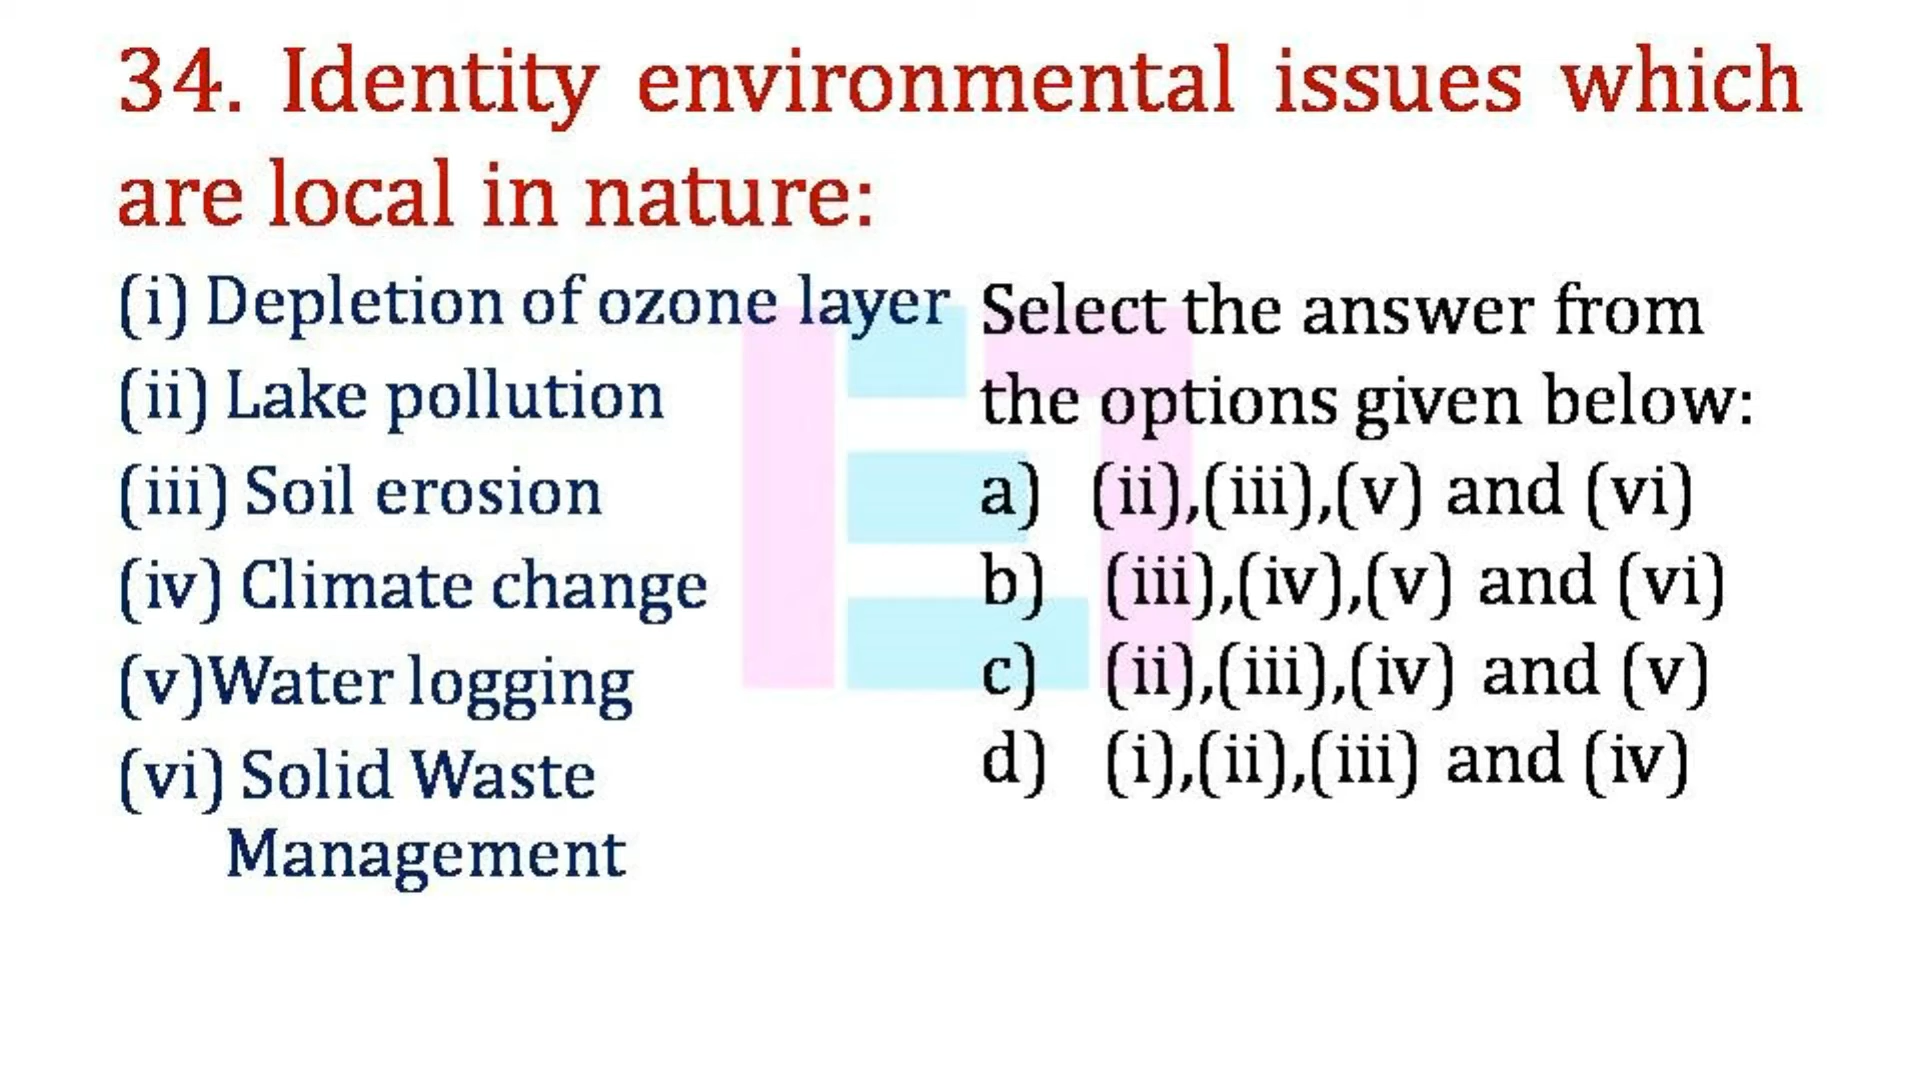 34. Identity environmental issues which
are local in nature:
(i) Depletion of ozone layer
(ii) Lake pollution
(iii) Soil erosion
(iv) Climate change
(v)Water logging
(vi) Solid Waste
Management
Select the answer from
the options given below:
a) (ii),(iii),(v) and (vi)
b) (iii),(iv),(v) and (vi)
c) (ii),(iii),(iv) and (v)
d) (i),(ii),(iii) and (iv)